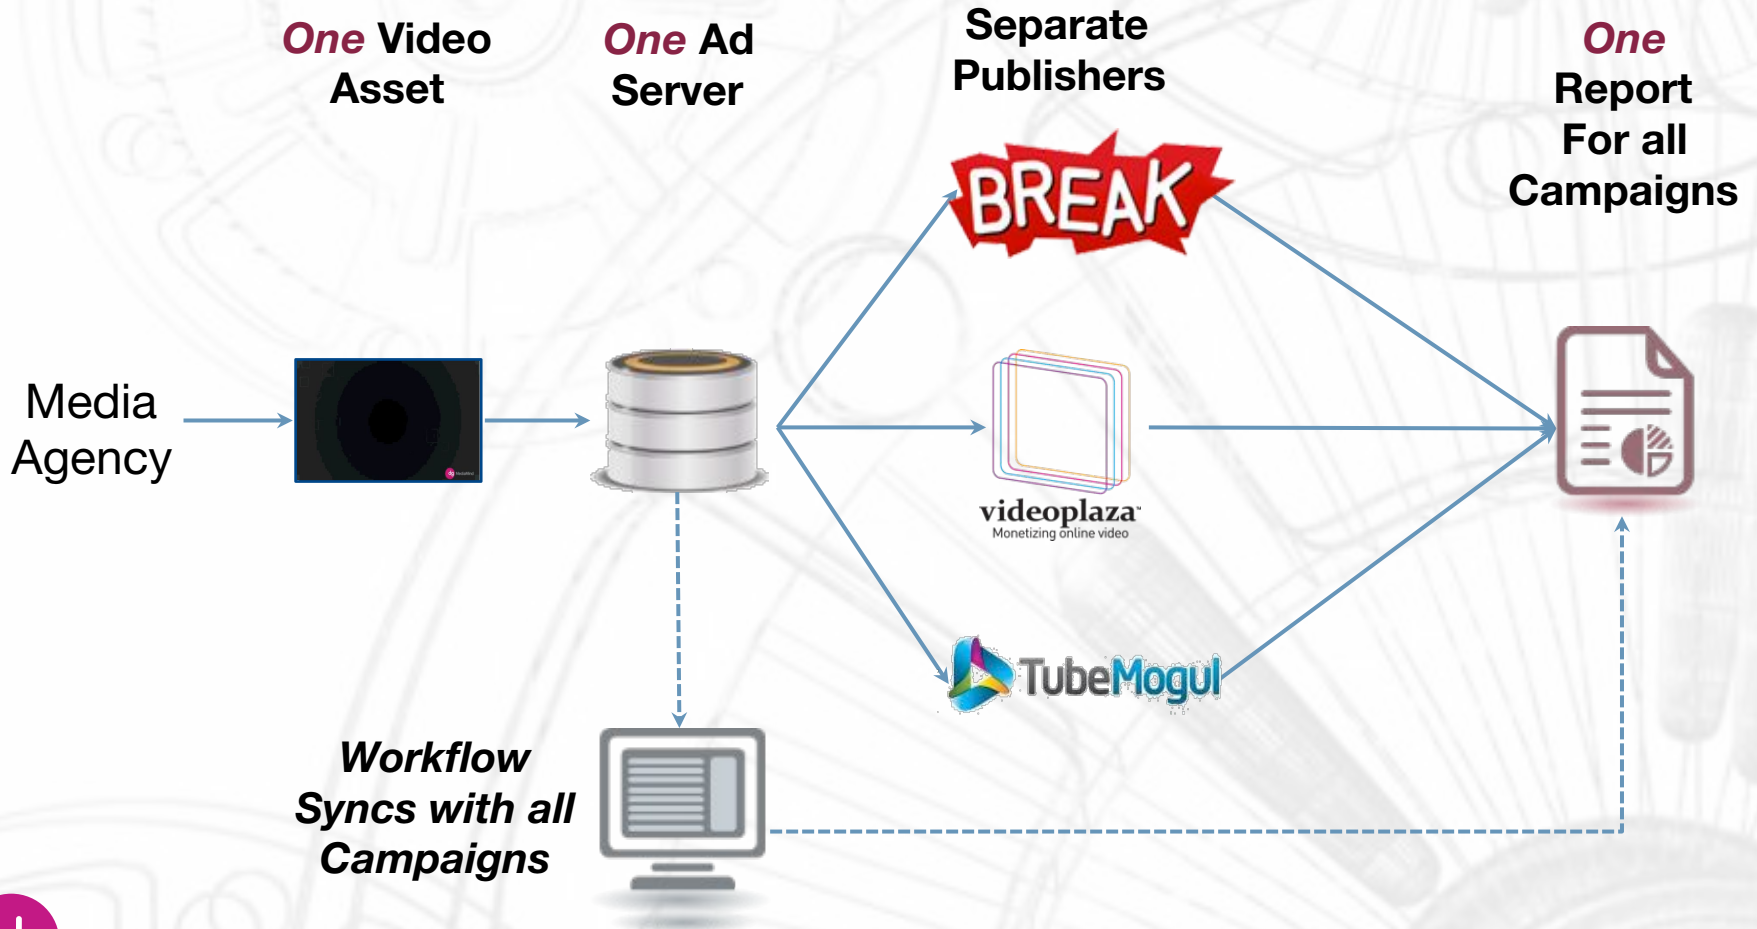 One Video
Asset
One Ad
Server
Separate
Publishers
One
Report
For all
Campaigns
BREAK
Media
Agency
videoplaza
Monetizing online video
TubeMogul
Workflow
Syncs with all
Campaigns